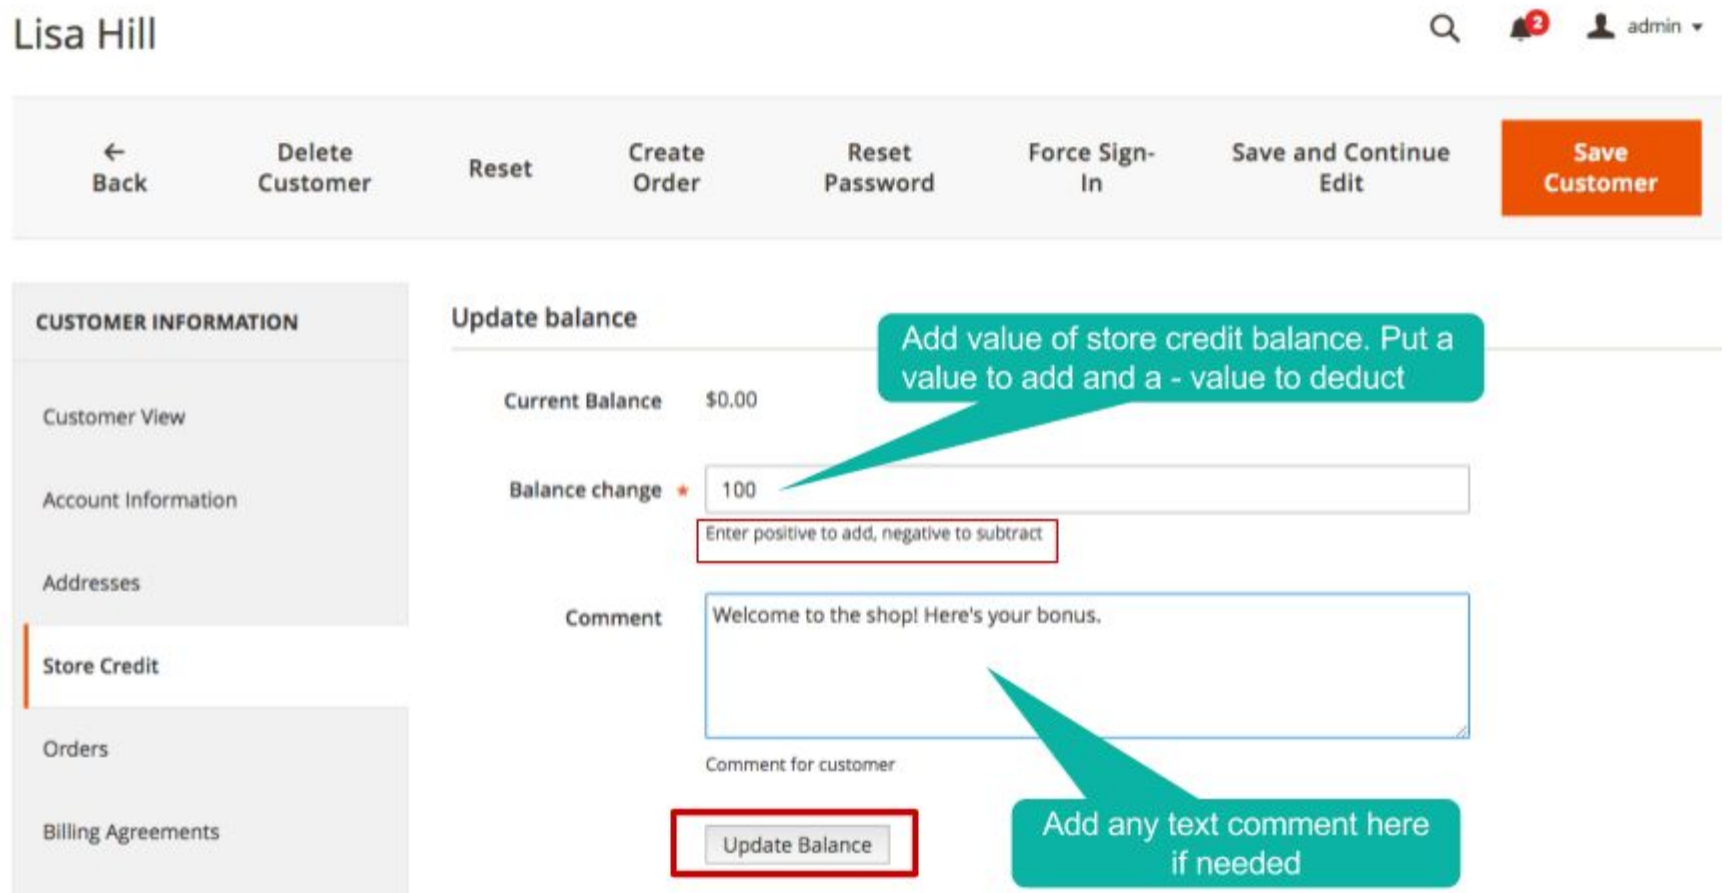 Lisa Hill
2
admin
← Back
Delete
Customer
Reset
Create
Order
Reset
Password
Force Sign-
In
Save and Continue
Edit
Save
Customer
CUSTOMER INFORMATION
Customer View
Account Information
Addresses
Store Credit
Orders
Billing Agreements
Update balance
Add value of store credit balance. Put a
value to add and a - value to deduct
Current Balance $0.00
Balance change * 100
Enter positive to add, negative to subtract
Comment
Welcome to the shop! Here's your bonus.
Comment for customer
Update Balance
Add any text comment here
if needed